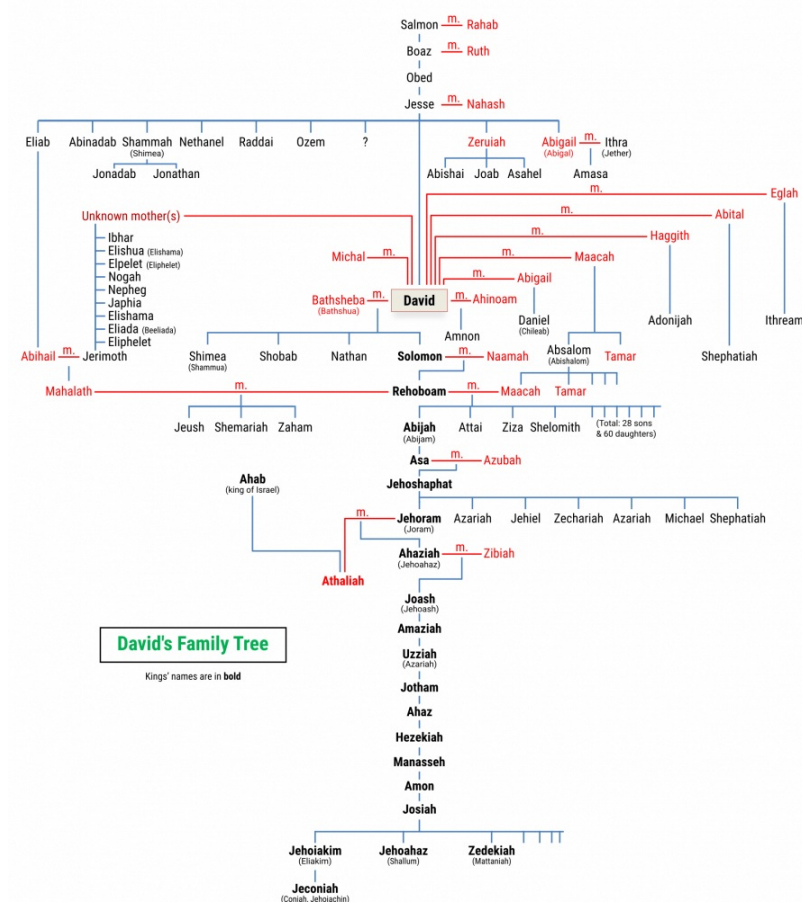 Salmon m. Rahab
Boaz m. Ruth
Obed
Jesse m. Nahash
Eliab Abinadab Shammah Nethanel Raddai Ozem ? Zeruiah Abigail m. Ithra
(Shimea) (Abigal) (Jether)
Jonadab Jonathan Abishai Joab Asahel Amasa
m. Eglah
Unknown mother(s) m. Abital
Ibhar
m. Haggith
Elishua (Elishama)
Michal m. m. Maacah
Elpelet (Eliphelet)
Nogah
m. Abigail
Nepheg
Bathsheba m. David m. Ahinoam
(Bathshua)
Japhia
Elishama
Daniel Adonijah Ithream
(Chileab)
Eliada (Beeliada)
Amnon
Eliphelet
Abihail m. Jerimoth Shimea Shobab Nathan Solomon m. Naamah Absalom Tamar Shephatiah
(Shammua) (Abishalom)
Mahalath m. Rehoboam m. Maacah Tamar
Jeush Shemariah Zaham Abijah Attai Ziza Shelomith (Total: 28 sons
(Abijam) & 60 daughters)
Asa m. Azubah
Ahab
(king of Israel)
Jehoshaphat
m. Jehoram Azariah Jehiel Zechariah Azariah Michael Shephatiah
(Joram)
Ahaziah m. Zibiah
(Jehoahaz)
Athaliah
Joash
(Jehoash)
Amaziah
David's Family Tree
Uzziah
(Azariah)
Kings' names are in bold
Jotham
Ahaz
Hezekiah
Manasseh
Amon
Josiah
Jehoiakim Jehoahaz Zedekiah
(Eliakim) (Shallum) (Mattaniah)
Jeconiah
(Coniah, Jehoiachin)